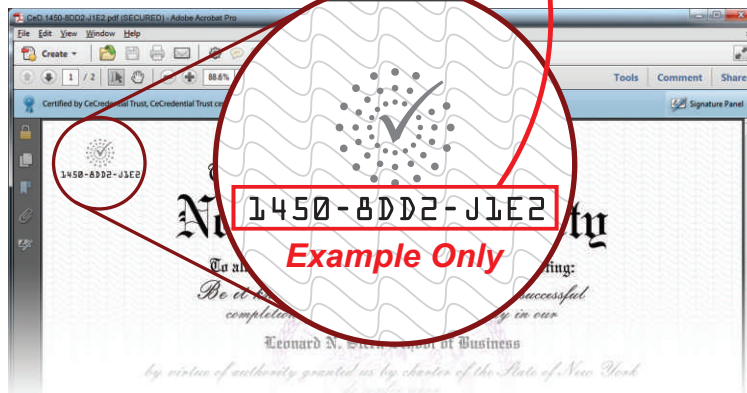 CeD 1450-8DD2-J1E2.pdf (SECURED) - Adobe Acrobat Pro
File Edit View Window Help
Create
1 / 2 88.6% Tools Comment Share
Certified by CeCredential Trust, CeCredential Trust Signature Panel
1450-8DD2-J1E2
1450-8DD2-J1E2
Example Only
To all
Be it successful
in our
Leonard N. Stern School of Business
by virtue of authority granted us by charter of the State of New York